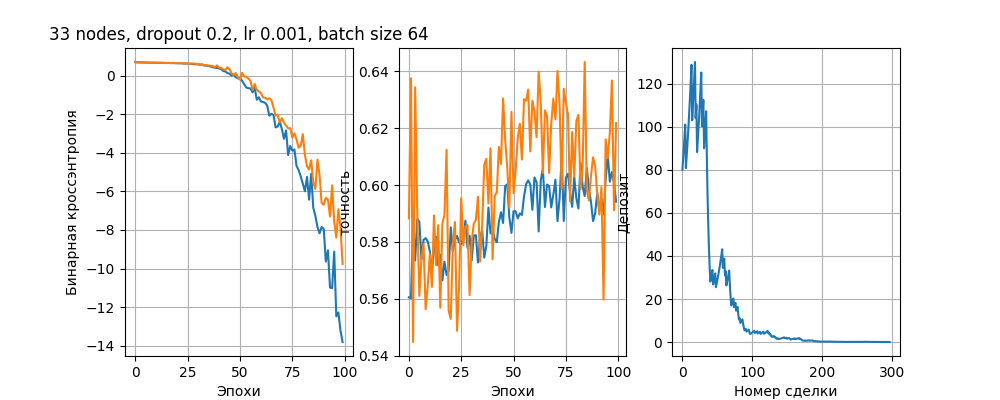 33 nodes, dropout 0.2, lr 0.001, batch size 64
Бинарная кроссэнтропия
0
−2
−4
−6
−8
−10
−12
−14
0 25 50 75 100
Эпохи
точность
0.64
0.62
0.60
0.58
0.56
0.54
0 25 50 75 100
Эпохи
Депозит
120
100
80
60
40
20
0
0 100 200 300
Номер сделки